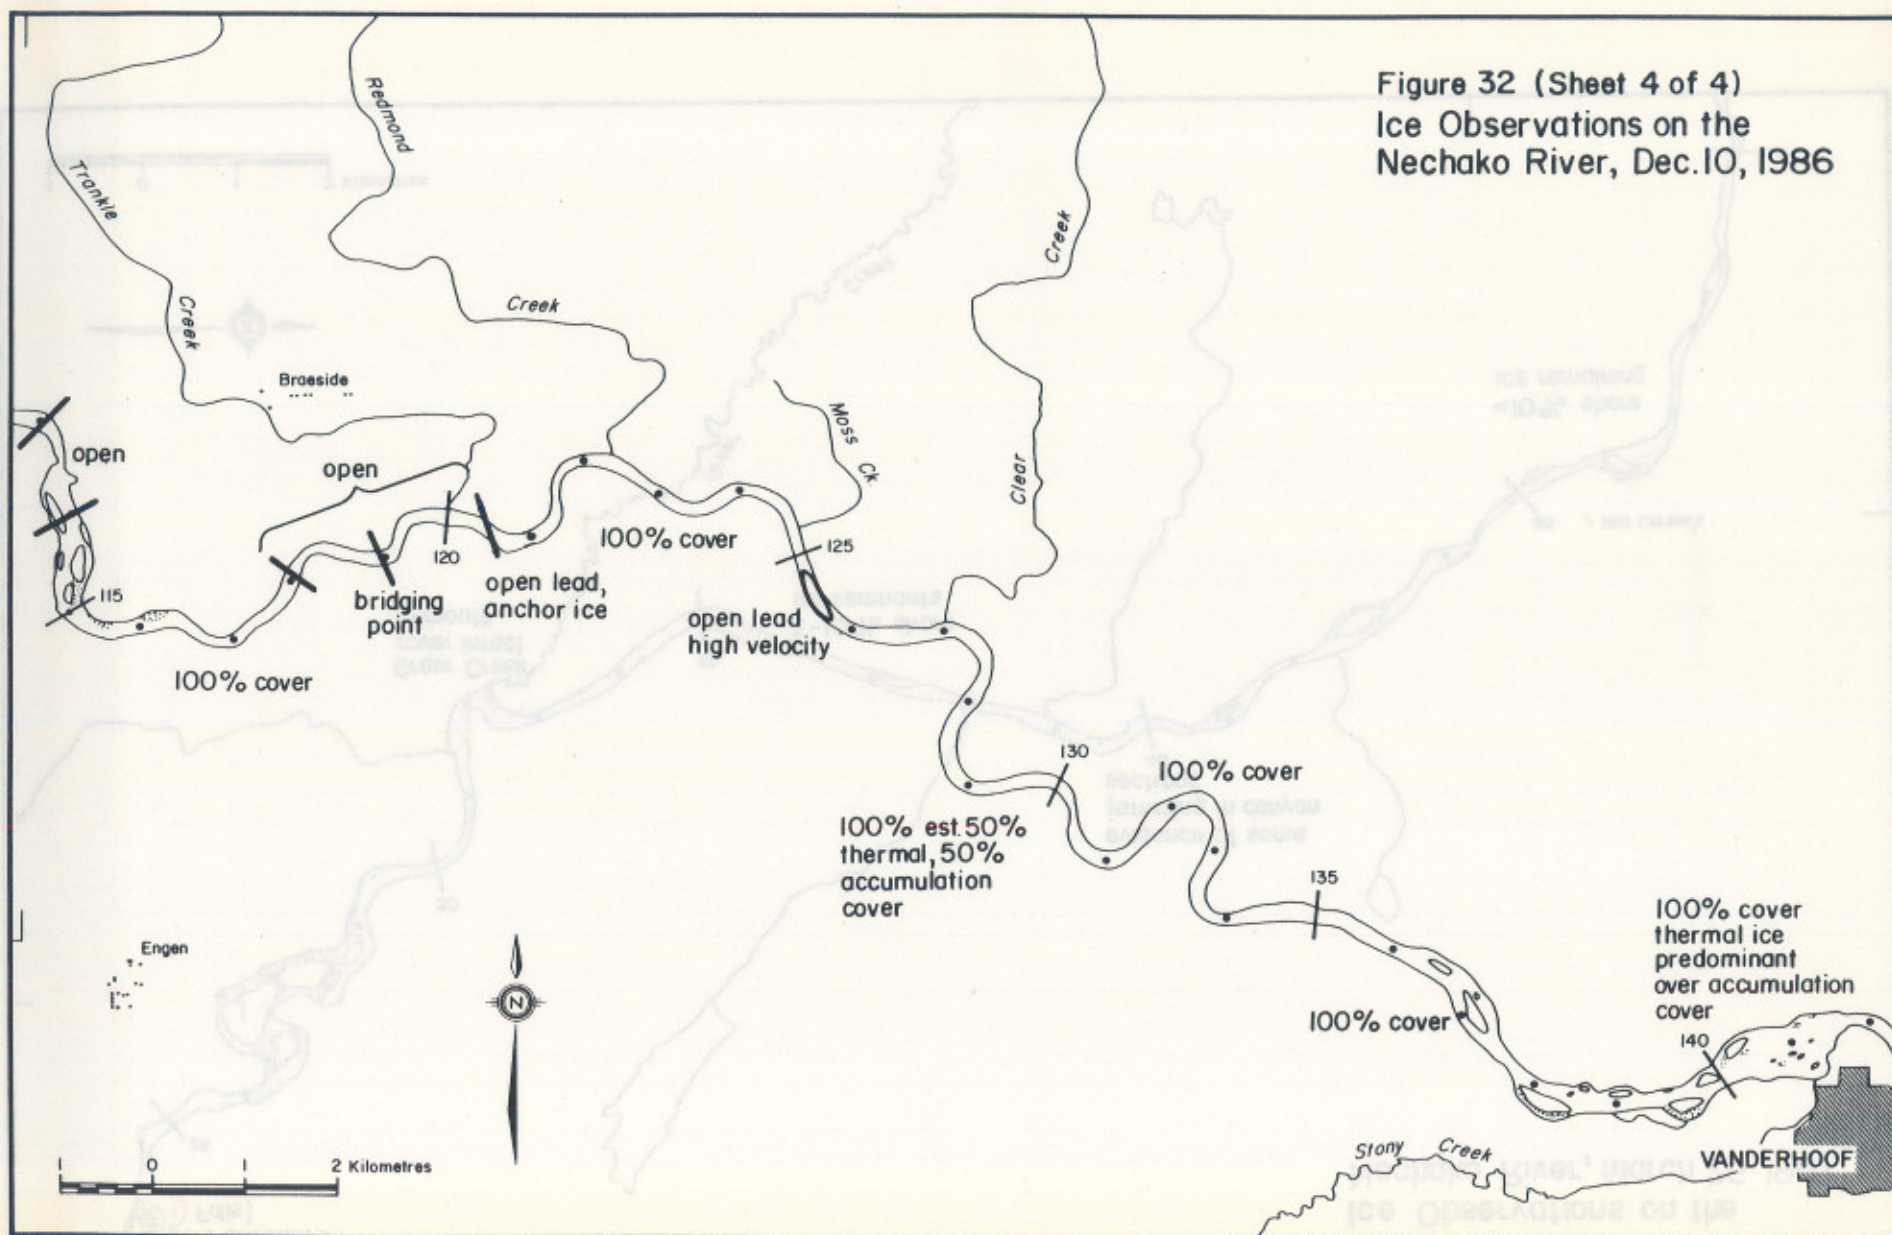 Figure 32 (Sheet 4 of 4)
Ice Observations on the
Nechako River, Dec.10, 1986
Redmond
Creek
Trankle
Creek
Creek
Clear
Moss Ck.
Braeside
open
open
115
120
bridging
point
open lead,
anchor ice
100% cover
100% cover
125
open lead
high velocity
130
100% cover
100% est. 50%
thermal, 50%
accumulation
cover
135
100% cover
thermal ice
predominant
over accumulation
cover
100% cover
140
Engen
N
1 0 1 2 Kilometres
Stony Creek
VANDERHOOF